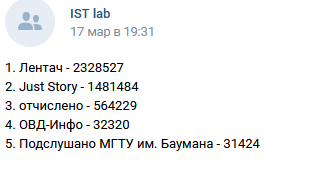 IST lab
17 мар в 19:31
1. Лентач - 2328527
2. Just Story - 1481484
3. отчислено - 564229
4. ОВД-Инфо - 32320
5. Подслушано МГТУ им. Баумана - 31424